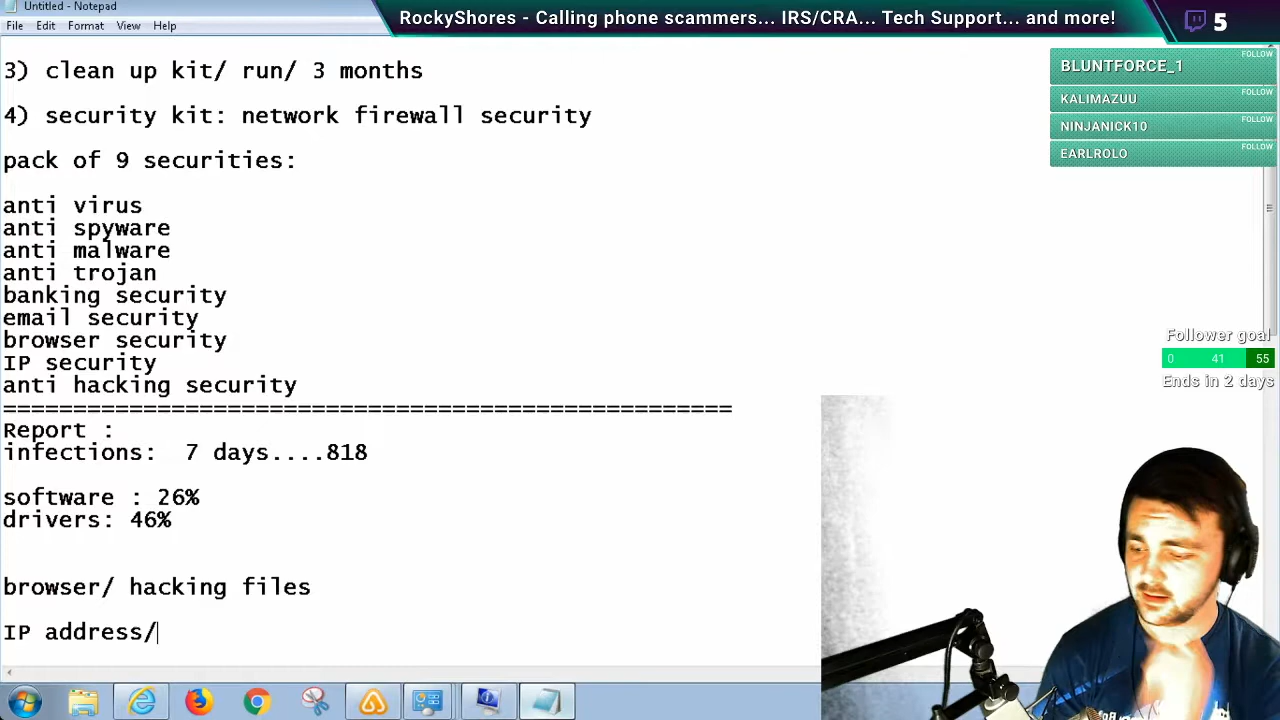 Untitled - Notepad
File Edit Format View Help
RockyShores - Calling phone scammers... IRS/CRA... Tech Support... and more!
5
3) clean up kit/ run/ 3 months
4) security kit: network firewall security
pack of 9 securities:
anti virus
anti spyware
anti malware
anti trojan
banking security
email security
browser security
IP security
anti hacking security
====================================================
Report :
infections:  7 days....818
software : 26%
drivers: 46%
browser/ hacking files
IP address/
FOLLOW
BLUNTFORCE_1
FOLLOW
KALIMAZUU
FOLLOW
NINJANICK10
FOLLOW
EARLROLO
Follower goal
0 41 55
Ends in 2 days